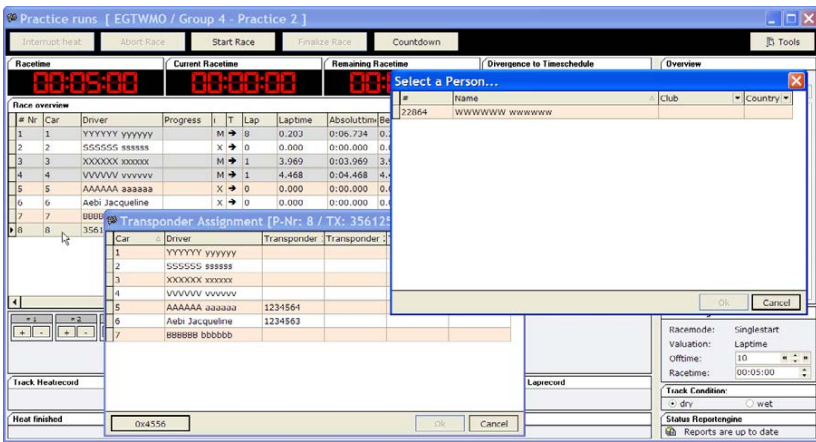 Practice runs [ EGTWMO / Group 4 - Practice 2 ]
Interrupt heat Abort Race Start Race Finalize Race Countdown Tools
Racetime Current Racetime Remaining Racetime Divergence to Timeschedule Overview
00:05:00 00:00:00
Select a Person...
# Name Club Country
22864 WWWWWW wwwwww
Ok Cancel
Race overview
# Nr Car Driver Progress T Lap Laptime Absoluttim
1 1 YYYYYY yyyyyy M 8 0.203 0:06.734
2 2 SSSSSS ssssss X 0 0.000 0:00.000
3 3 XXXXXX xxxxxx M 1 3.969 0:03.969
4 4 VVVVVV vvvvvv M 1 4.468 0:04.468
5 5 AAAAAA aaaaaa X 0 0.000 0:00.000
6 6 Aebi Jacqueline X 0 0.000 0:00.000
7 7
8 8
Transponder Assignment [P-Nr: 8 / TX: 35612
Car Driver Transponder Transponder
1 YYYYYY yyyyyy
2 SSSSSS ssssss
3 XXXXXX xxxxxx
4 VVVVVV vvvvvv
5 AAAAAA aaaaaa 1234564
6 Aebi Jacqueline 1234563
7 BBBBBB bbbbbb
0x4556 Ok Cancel
+ - + -
Racemode: Singlestart
Valuation: Laptime
Offtime: 10
Racetime: 00:05:00
Track Heatrecord Laprecord
Track Condition:
dry wet
Heat finished
Status Reportengine
Reports are up to date